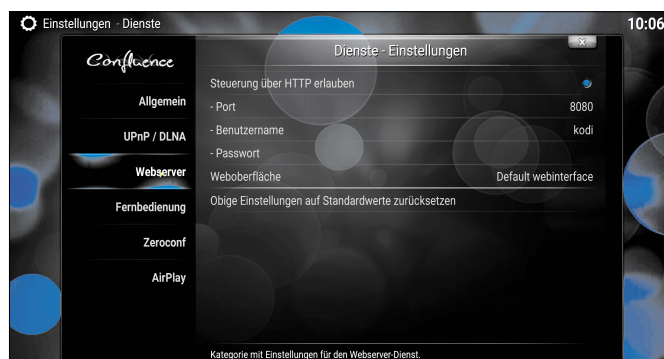 Einstellungen - Dienste
10:06
Confluence
Dienste - Einstellungen
X
Allgemein
UPnP / DLNA
Webserver
Fernbedienung
Zeroconf
AirPlay
Steuerung über HTTP erlauben
- Port 8080
- Benutzername kodi
- Passwort
Weboberfläche Default webinterface
Obige Einstellungen auf Standardwerte zurücksetzen
Kategorie mit Einstellungen für den Webserver-Dienst.